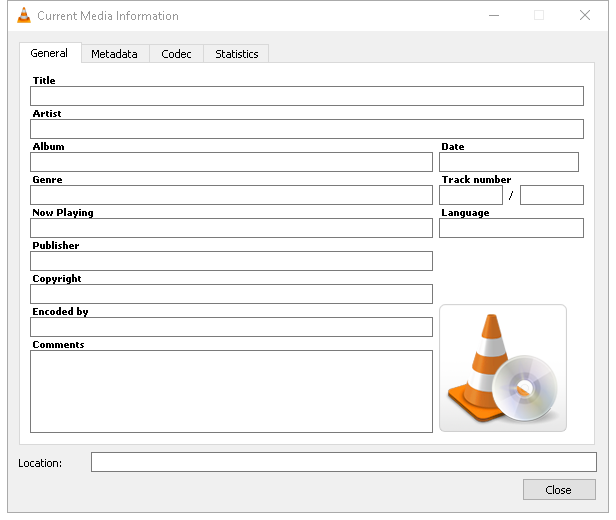 Current Media Information
General Metadata Codec Statistics
Title
Artist
Album Date
Genre Track number
/
Now Playing Language
Publisher
Copyright
Encoded by
Comments
Location:
Close